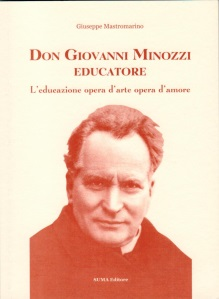 Giuseppe Mastromarino
DON GIOVANNI MINOZZI
EDUCATORE
L'educazione opera d'arte opera d'amore
SUMA Editore